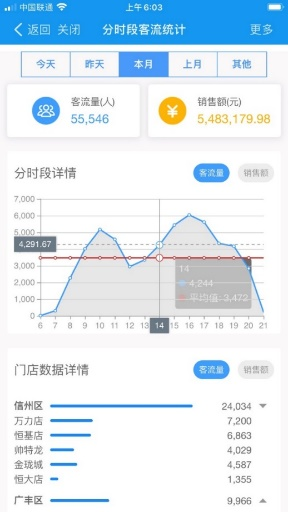 中国联通 上午 6:03
返回 关闭 分时段客流统计 更多
今天 昨天 本月 上月 其他
客流量(人)
55,546
销售额(元)
5,483,179.98
分时段详情 客流量 销售额
7,000
6,000
5,000
4,291.67
4,000
3,000
2,000
1,000
0
14
4,244
平均值: 3,472
6 7 8 9 10 11 12 13 14 15 16 17 18 19 20 21
门店数据详情 客流量 销售额
信州区 24,034
万力店 7,200
恒基店 6,863
帅特龙 4,629
金珑城 4,587
恒大店 1,355
广丰区 9,966